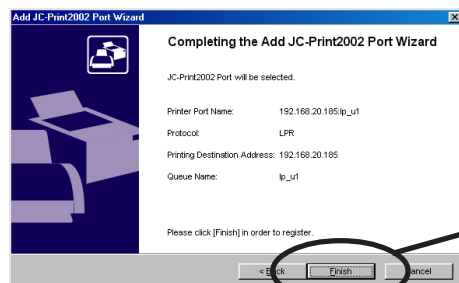 Add JC-Print2002 Port Wizard
Completing the Add JC-Print2002 Port Wizard
JC-Print2002 Port will be selected.
Printer Port Name: 192.168.20.185:lp_u1
Protocol: LPR
Printing Destination Address: 192.168.20.185
Queue Name: lp_u1
Please click [Finish] in order to register.
< Back Finish Cancel